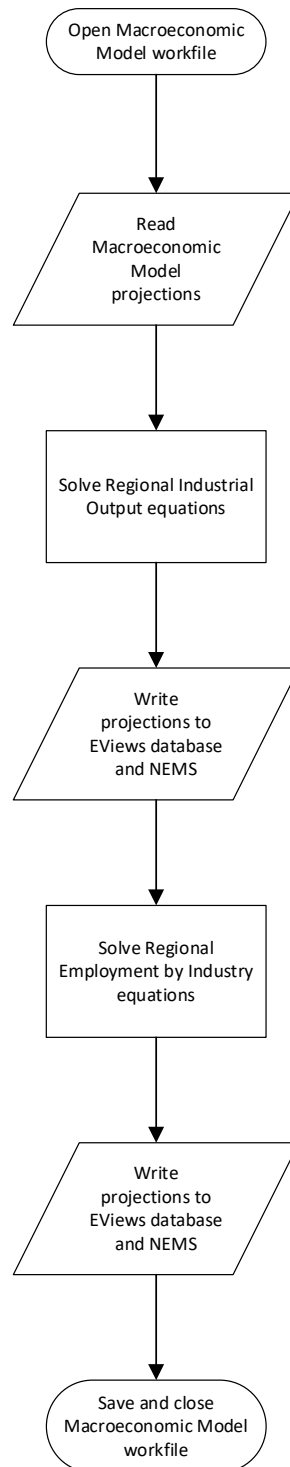 Open Macroeconomic
Model workfile
Read
Macroeconomic
Model
projections
Solve Regional Industrial
Output equations
Write
projections to
EViews database
and NEMS
Solve Regional
Employment by Industry
equations
Write
projections to
EViews database
and NEMS
Save and close
Macroeconomic Model
workfile